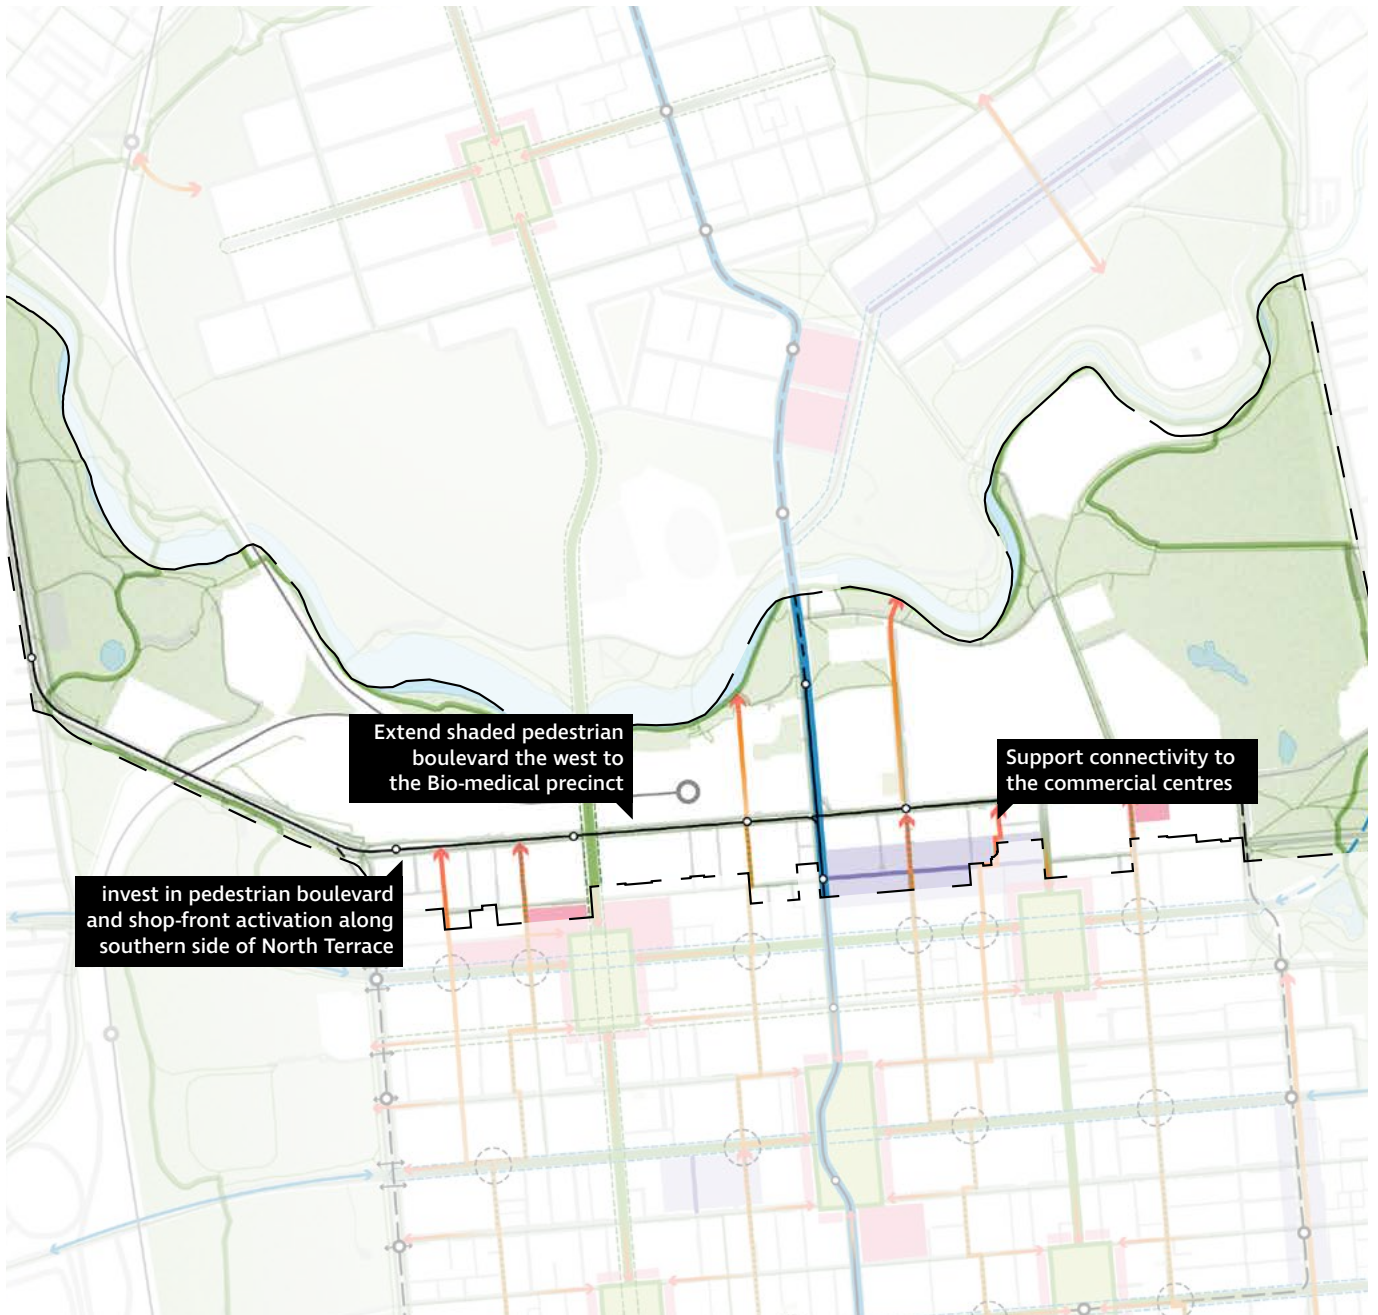 Extend shaded pedestrian
boulevard the west to
the Bio-medical precinct
Support connectivity to
the commercial centres
invest in pedestrian boulevard
and shop-front activation along
southern side of North Terrace